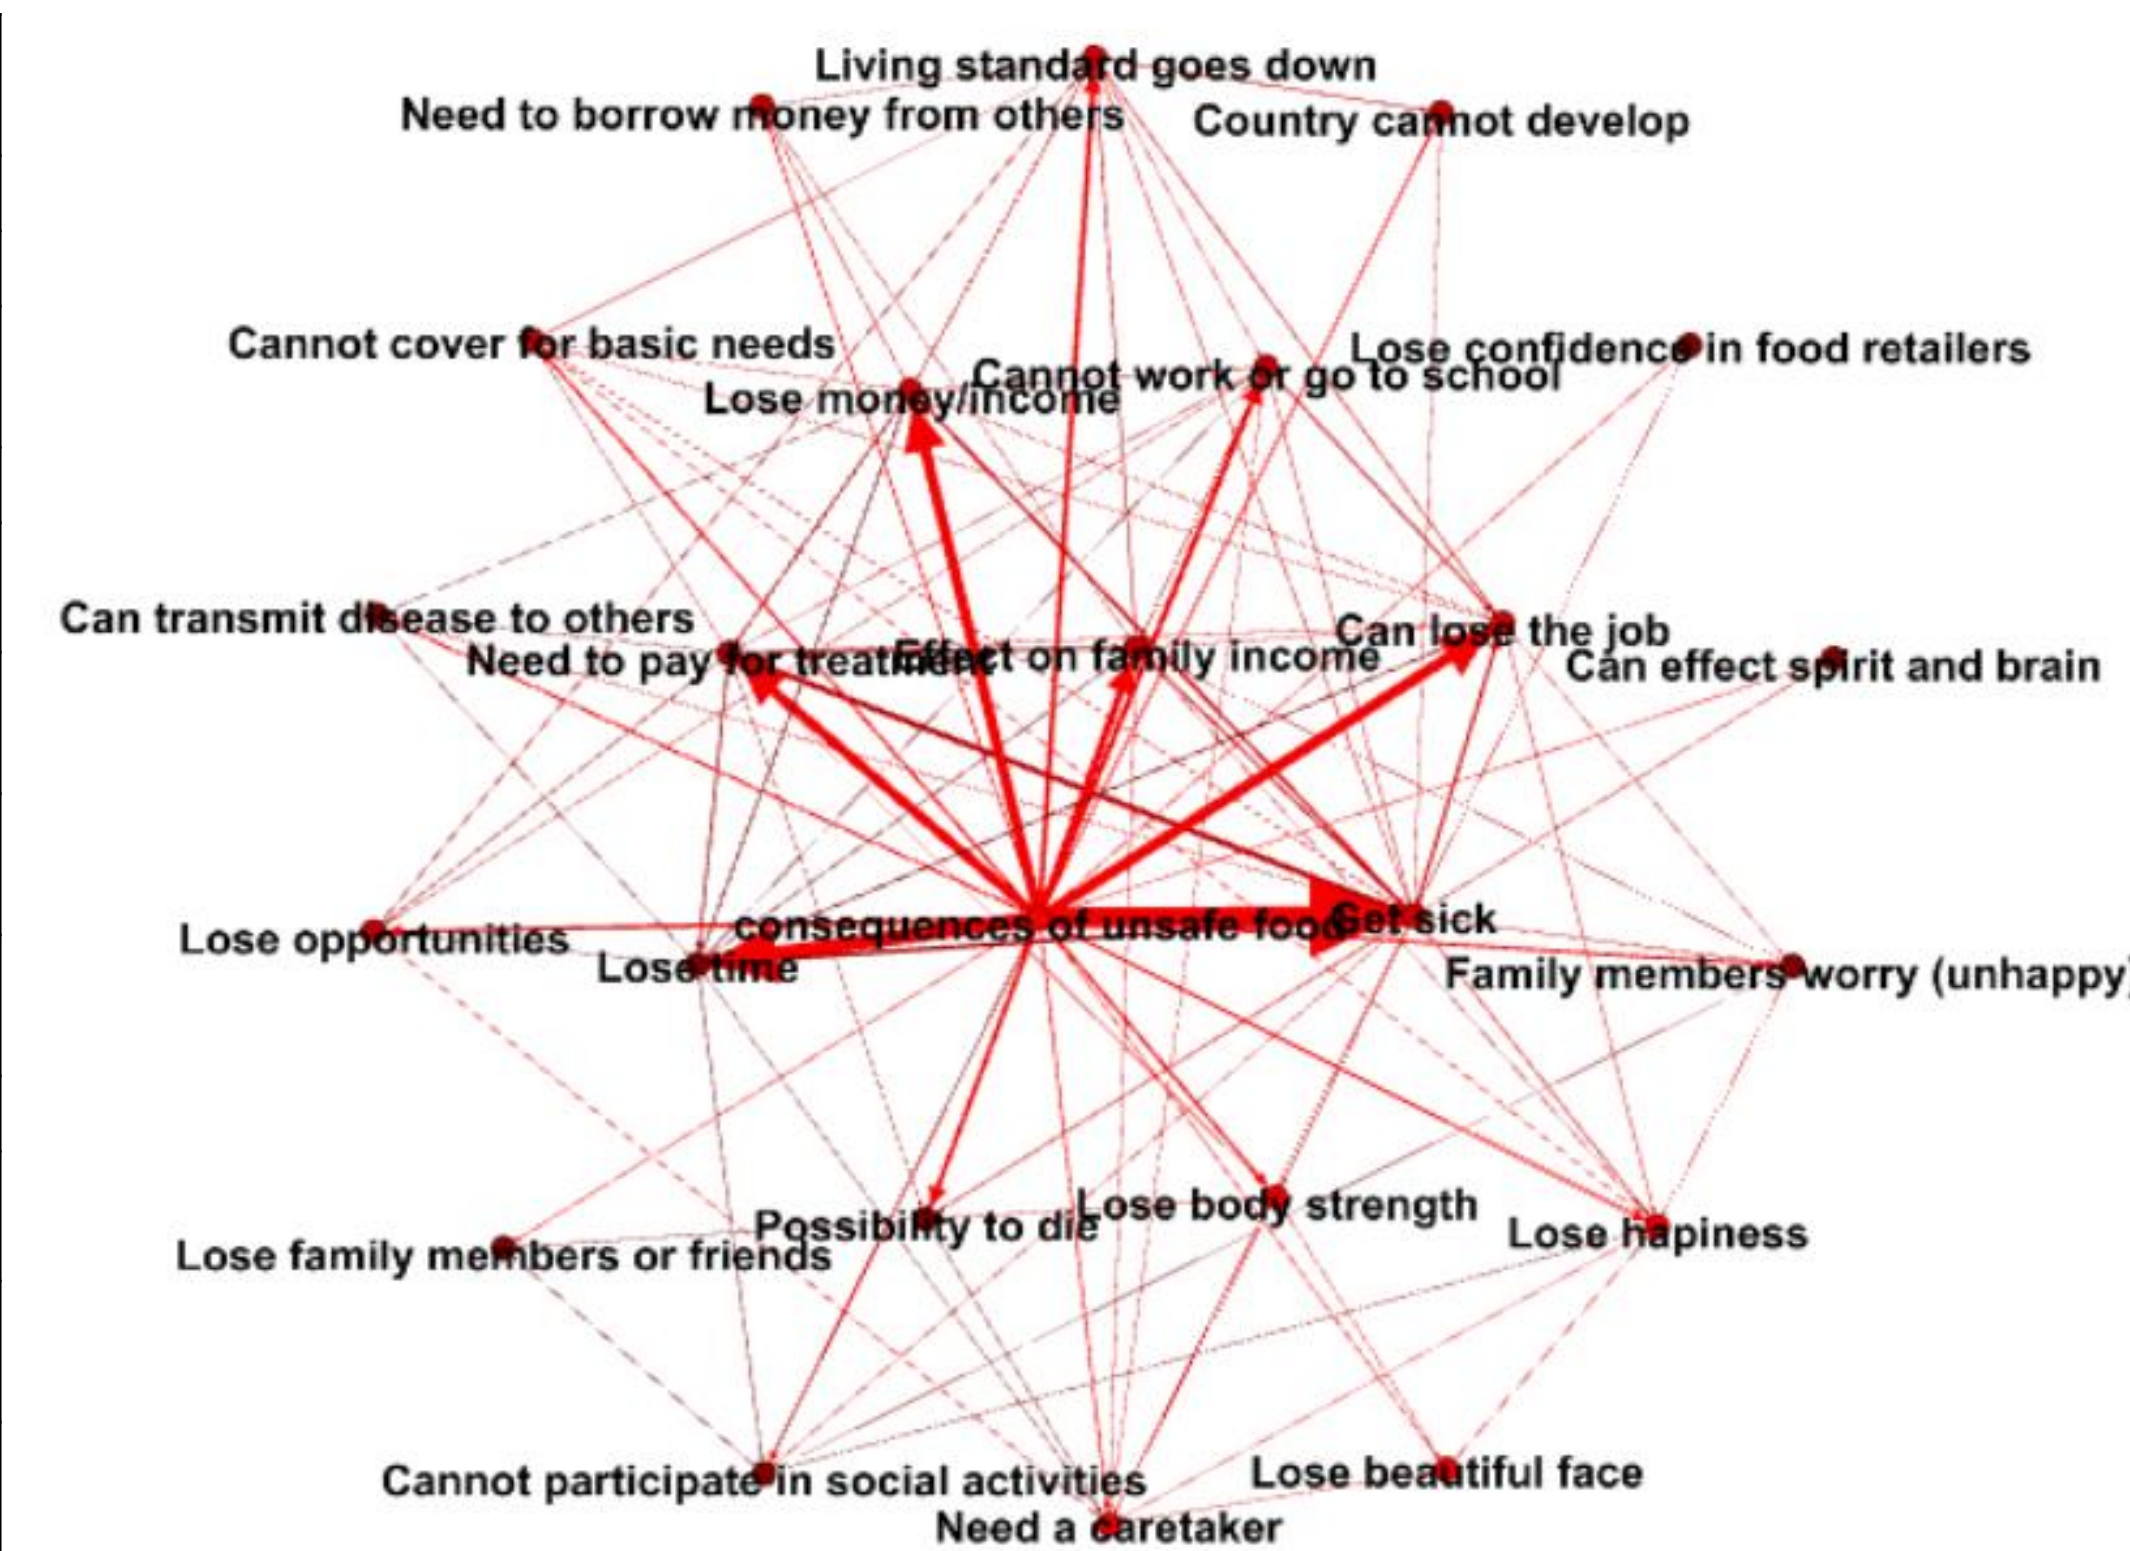 Living standard goes down
Need to borrow money from others
Country cannot develop
Cannot cover for basic needs
Lose confidence in food retailers
Cannot work or go to school
Lose money/income
Can transmit disease to others
Need to pay for treatment
Effect on family income
Can lose the job
Can effect spirit and brain
Lose opportunities
consequences of unsafe food
Get sick
Lose time
Family members worry (unhappy)
Possibility to die
Lose body strength
Lose hapiness
Lose family members or friends
Cannot participate in social activities
Lose beautiful face
Need a caretaker